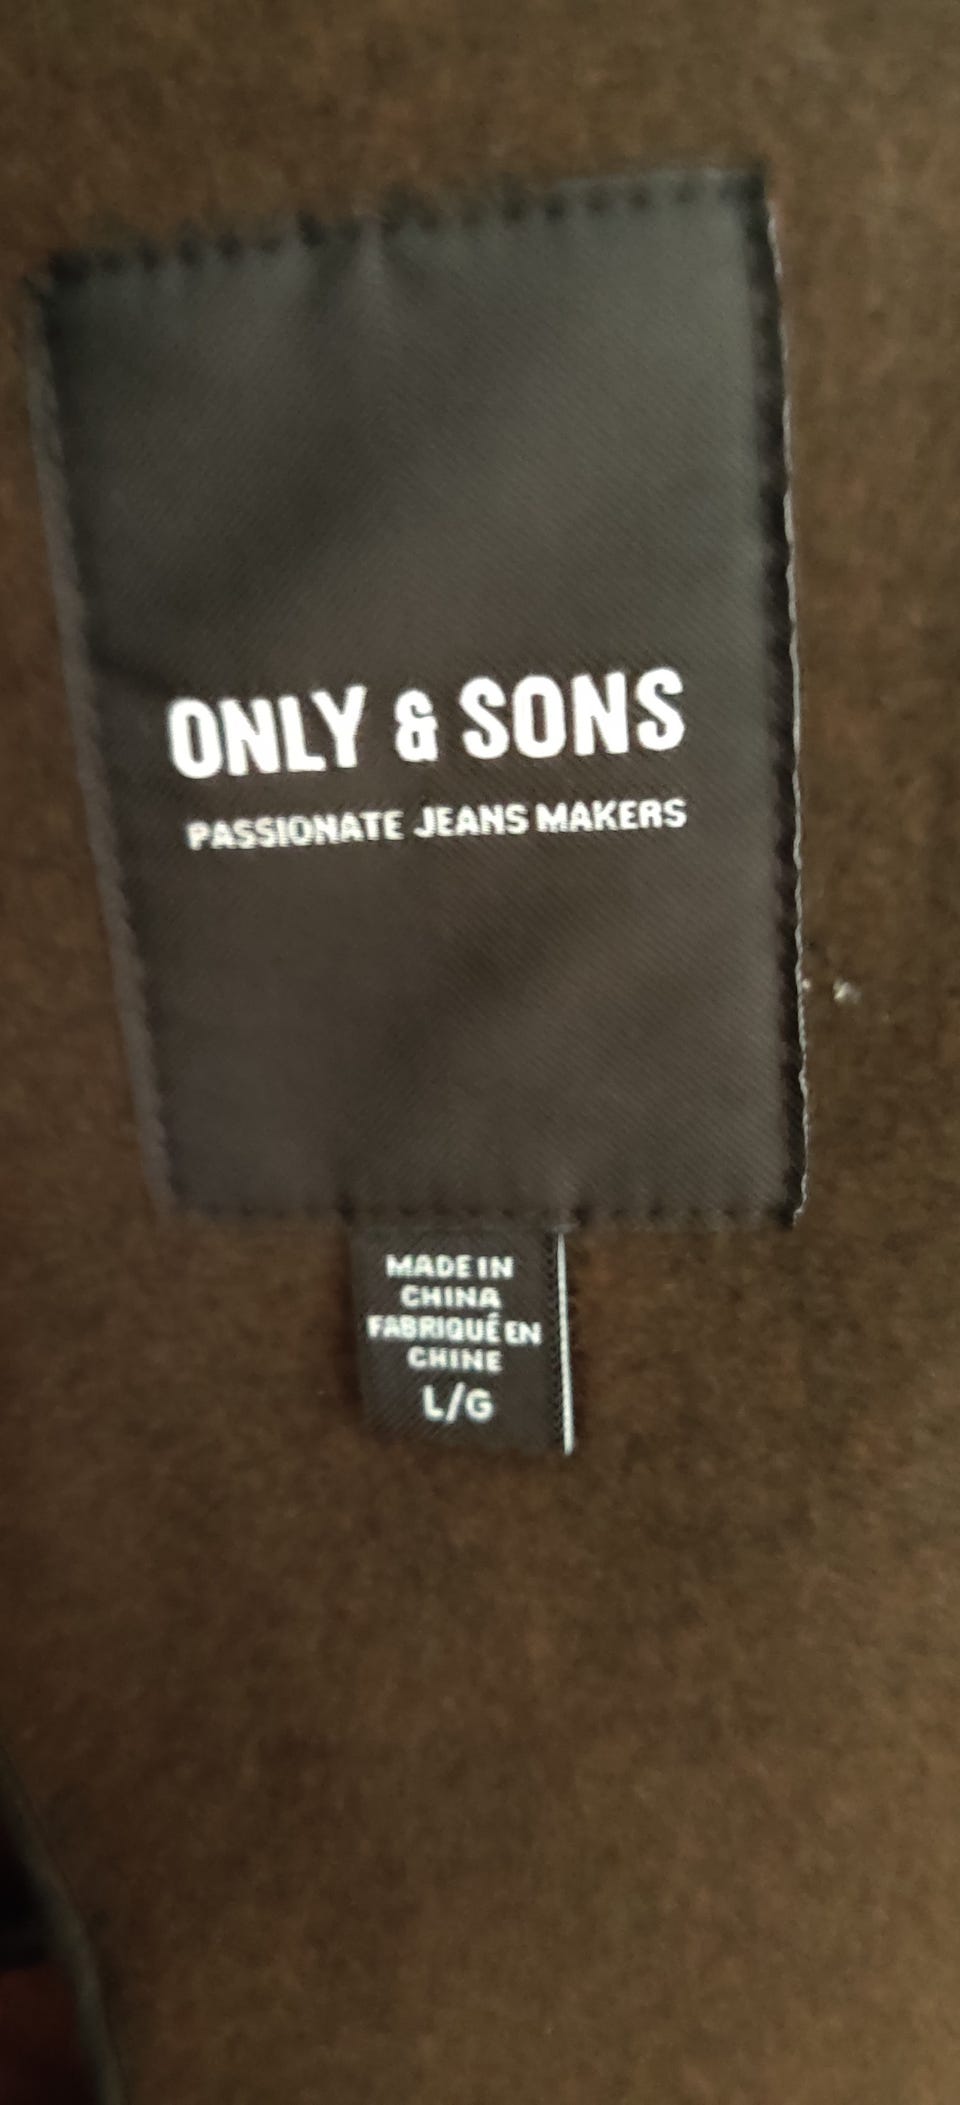 ONLY & SONS
PASSIONATE JEANS MAKERS
MADE IN
CHINA
FABRIQUÉ EN
CHINE
L/G